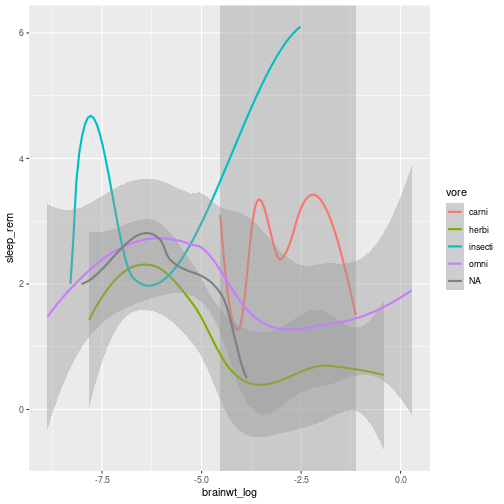 6
4
2
0
sleep_rem
-7.5
-5.0
-2.5
0.0
brainwt_log
vore
carni
herbi
insecti
omni
NA